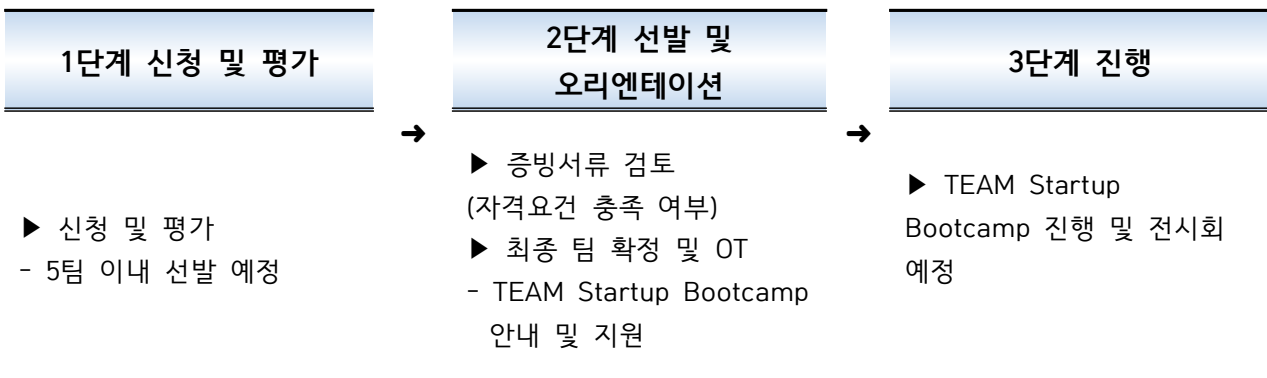 1단계 신청 및 평가
➜
2단계 선발 및
오리엔테이션
➜
3단계 진행
▶ 신청 및 평가
- 5팀 이내 선발 예정
▶ 증빙서류 검토
(자격요건 충족 여부)
▶ 최종 팀 확정 및 OT
- TEAM Startup Bootcamp
안내 및 지원
▶ TEAM Startup
Bootcamp 진행 및 전시회
예정